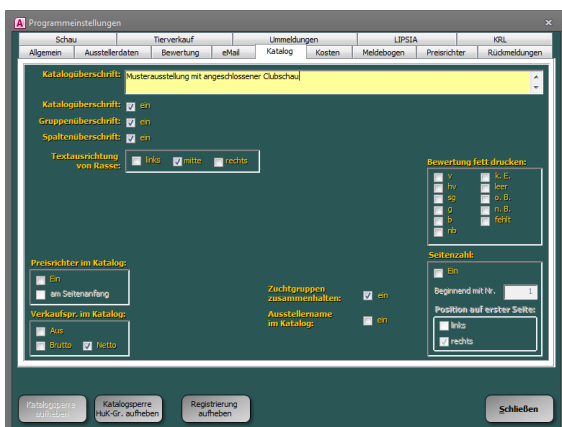 Programmeinstellungen
Schau Tierverkauf Ummeldungen LIPSIA KRL
Allgemein Ausstellerdaten Bewertung eMail Katalog Kosten Meldebogen Preisrichter Rückmeldungen
Katalogüberschrift: Musterausstellung mit angeschlossener Clubschau
Katalogüberschrift: ein
Gruppenüberschrift: ein
Spaltenüberschrift: ein
Textausrichtung
von Rasse: links mitte rechts
Bewertung fett drucken:
v k. E.
hv leer
sg o. B.
g n. B.
b fehlt
nb
Preisrichter im Katalog:
Ein
am Seitenanfang
Verkaufspr. im Katalog:
Aus
Brutto Netto
Zuchtgruppen
zusammenhalten: ein
Ausstellername
im Katalog: ein
Seitenzahl:
Ein
Beginnend mit Nr. 1
Position auf erster Seite:
links
rechts
Katalogsperre
aufheben
Katalogsperre
HuK-Gr. aufheben
Registrierung
aufheben
Schließen